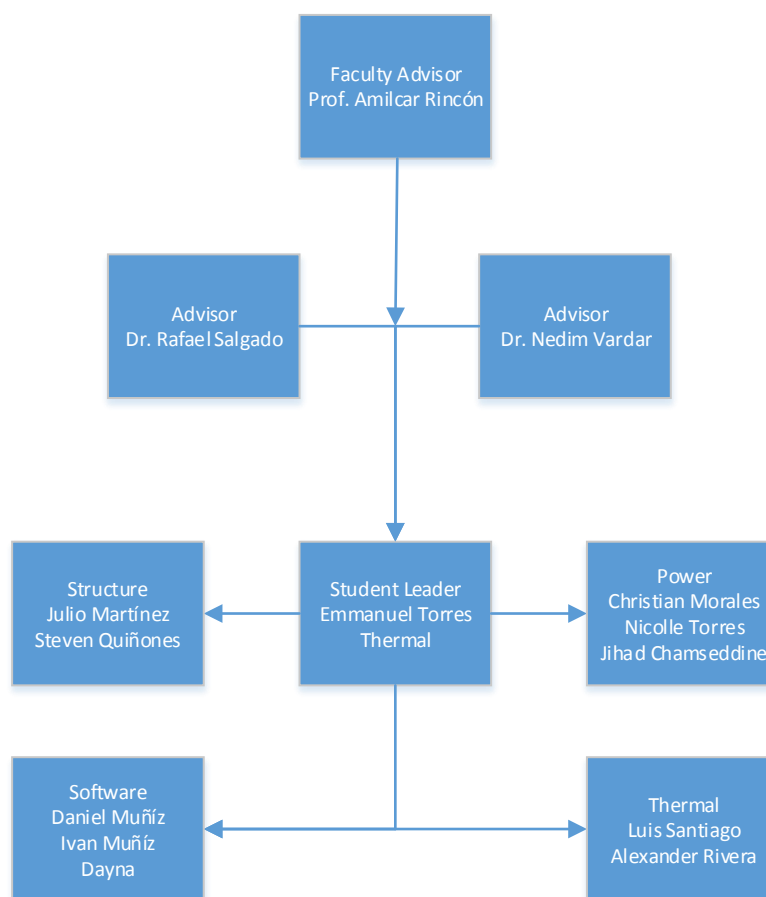 Faculty Advisor
Prof. Amilcar Rincón
Advisor
Dr. Rafael Salgado
Advisor
Dr. Nedim Vardar
Structure
Julio Martínez
Steven Quiñones
Student Leader
Emmanuel Torres
Thermal
Power
Christian Morales
Nicolle Torres
Jihad Chamseddine
Software
Daniel Muñíz
Ivan Muñíz
Dayna
Thermal
Luis Santiago
Alexander Rivera